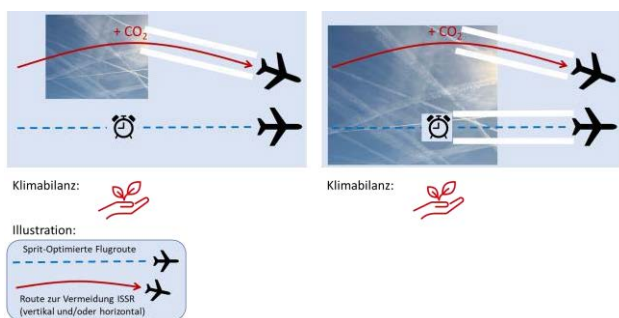 + CO₂
+ CO₂
Klimabilanz:
Klimabilanz:
Illustration:
Sprit-Optimierte Flugroute
Route zur Vermeidung ISSR
(vertikal und/oder horizontal)